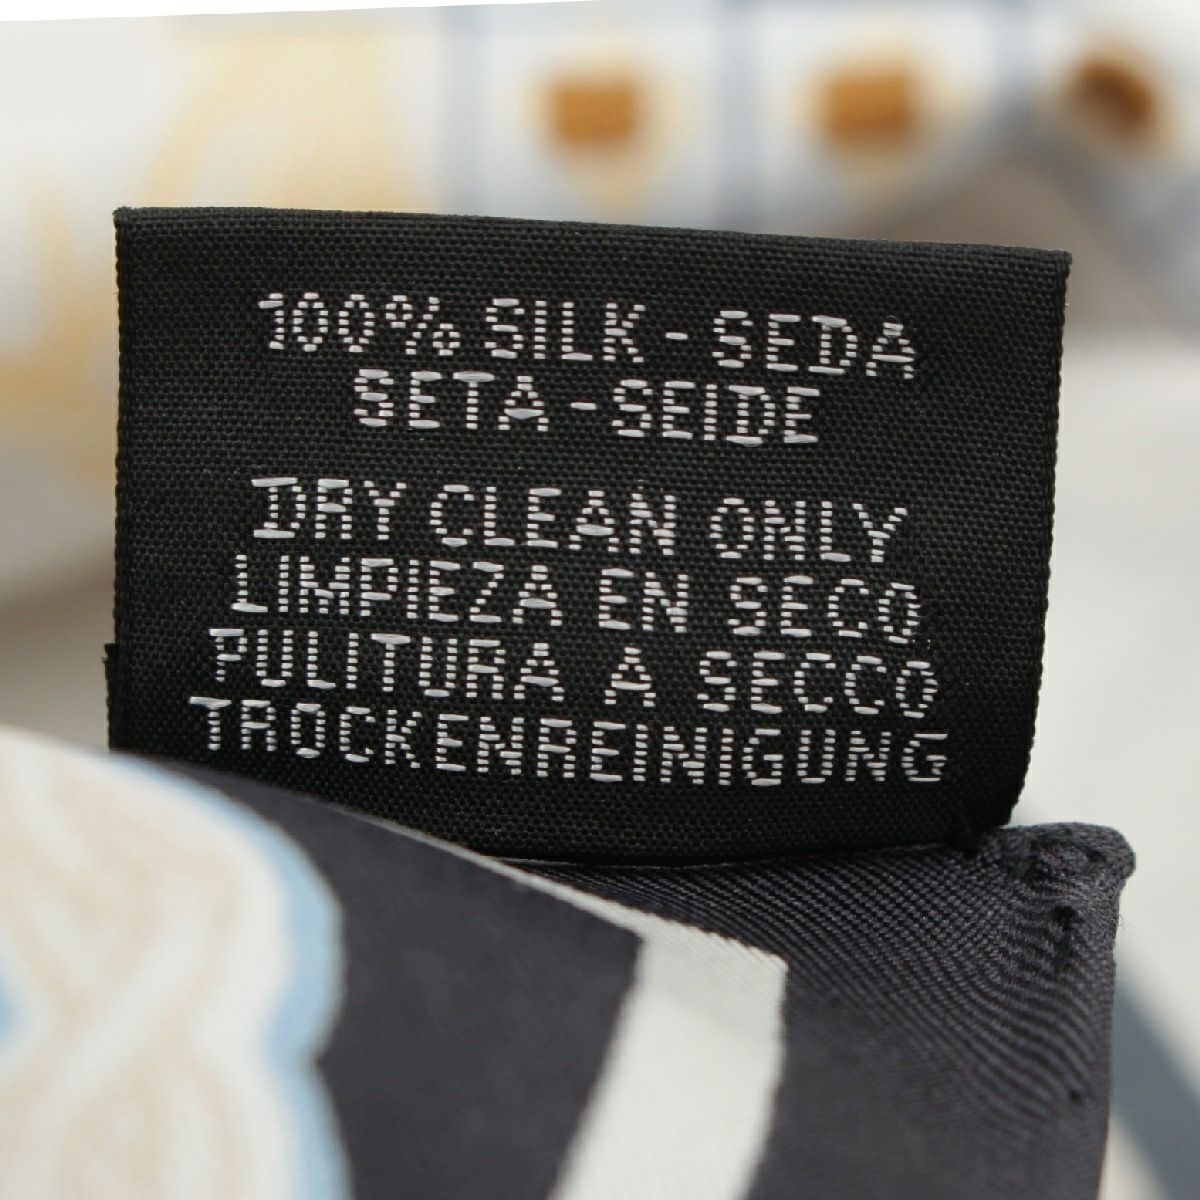 100% SILK - SEDA
SETA - SEIDE
DRY CLEAN ONLY
LIMPIEZA EN SECO
PULITURA A SECCO
TROCKENREINIGUNG